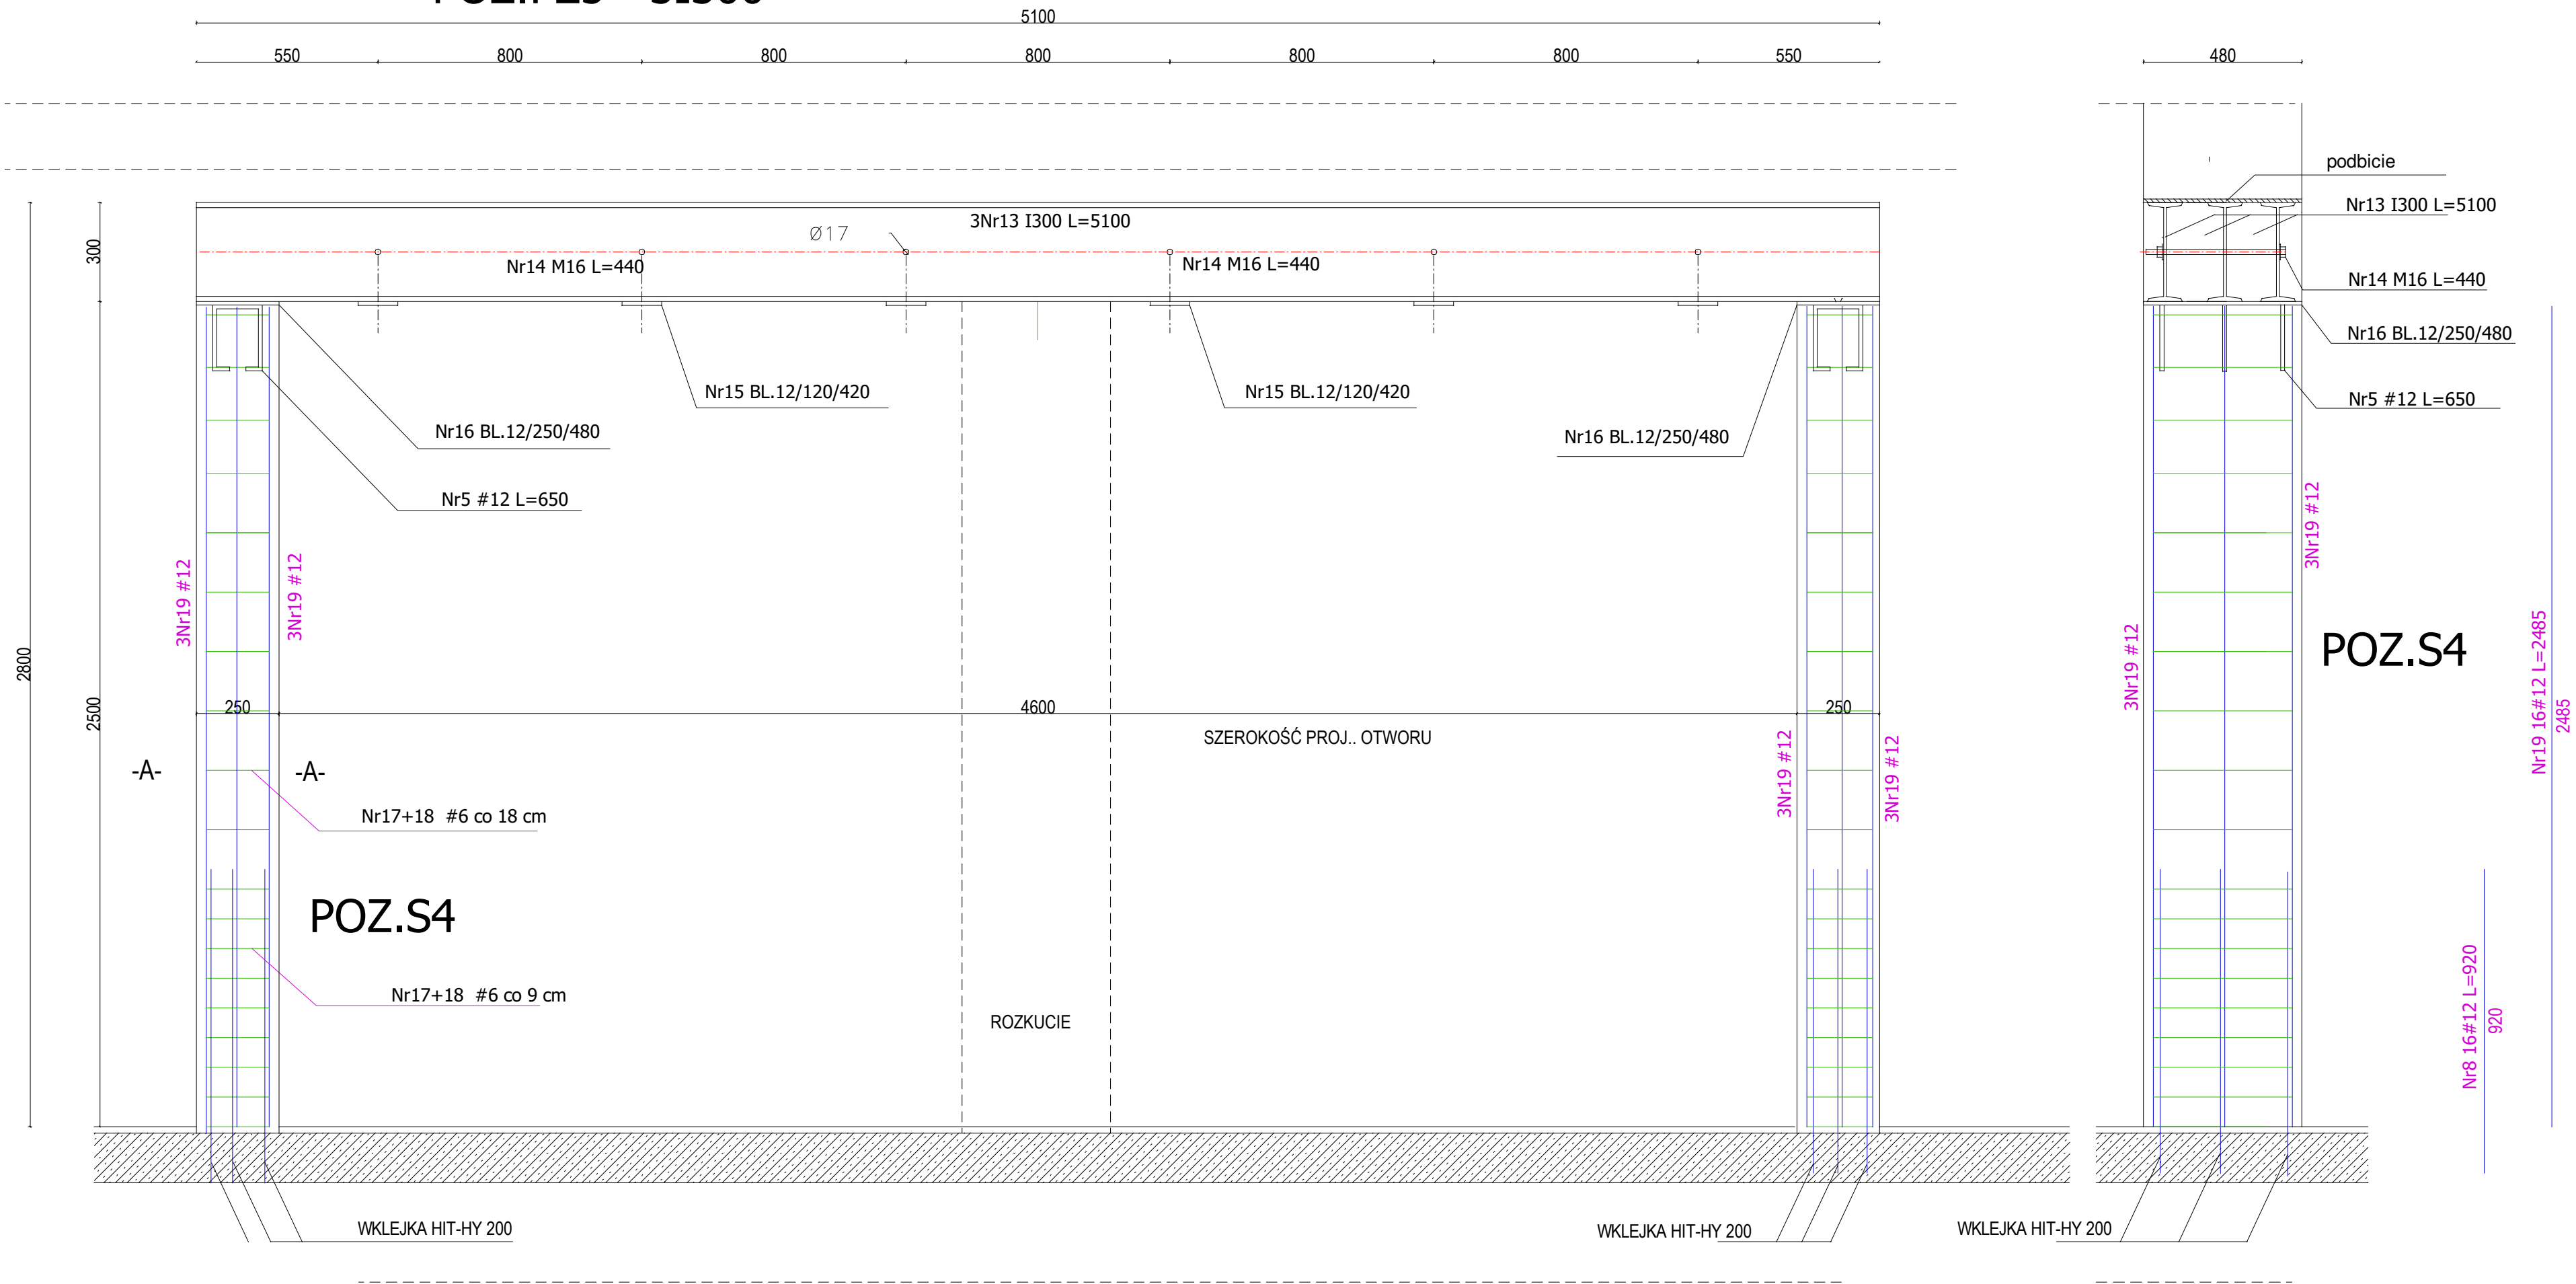 5100
550 800 800 800 800 800 550
480
podbicie
3Nr13 I300 L=5100
Nr13 I300 L=5100
Ø17
300
Nr14 M16 L=440
Nr14 M16 L=440
Nr14 M16 L=440
Nr16 BL.12/250/480
Nr15 BL.12/120/420
Nr15 BL.12/120/420
Nr5 #12 L=650
Nr16 BL.12/250/480
Nr16 BL.12/250/480
Nr5 #12 L=650
3Nr19 #12
3Nr19 #12
3Nr19 #12
3Nr19 #12
POZ.S4
2800
2500
250
4600
250
SZEROKOŚĆ PROJ.. OTWORU
Nr19 16#12 L=2485
2485
-A-
-A-
3Nr19 #12
3Nr19 #12
Nr17+18 #6 co 18 cm
POZ.S4
Nr17+18 #6 co 9 cm
ROZKUCIE
Nr8 16#12 L=920
920
WKLEJKA HIT-HY 200
WKLEJKA HIT-HY 200
WKLEJKA HIT-HY 200